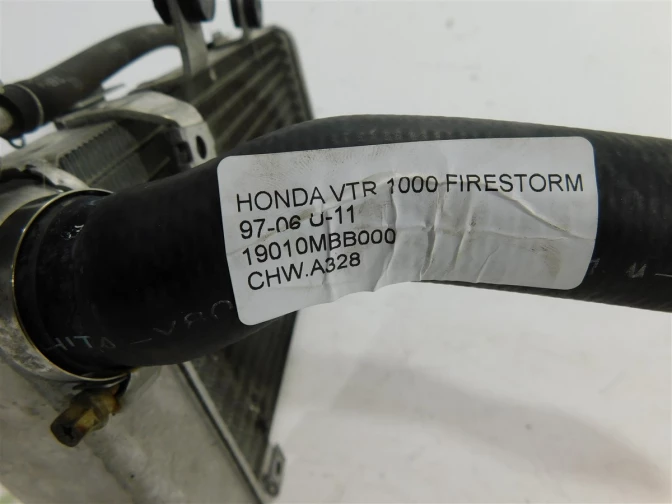 HONDA VTR 1000 FIRESTORM
97-06 U-11
19010MBB000
CHW.A328